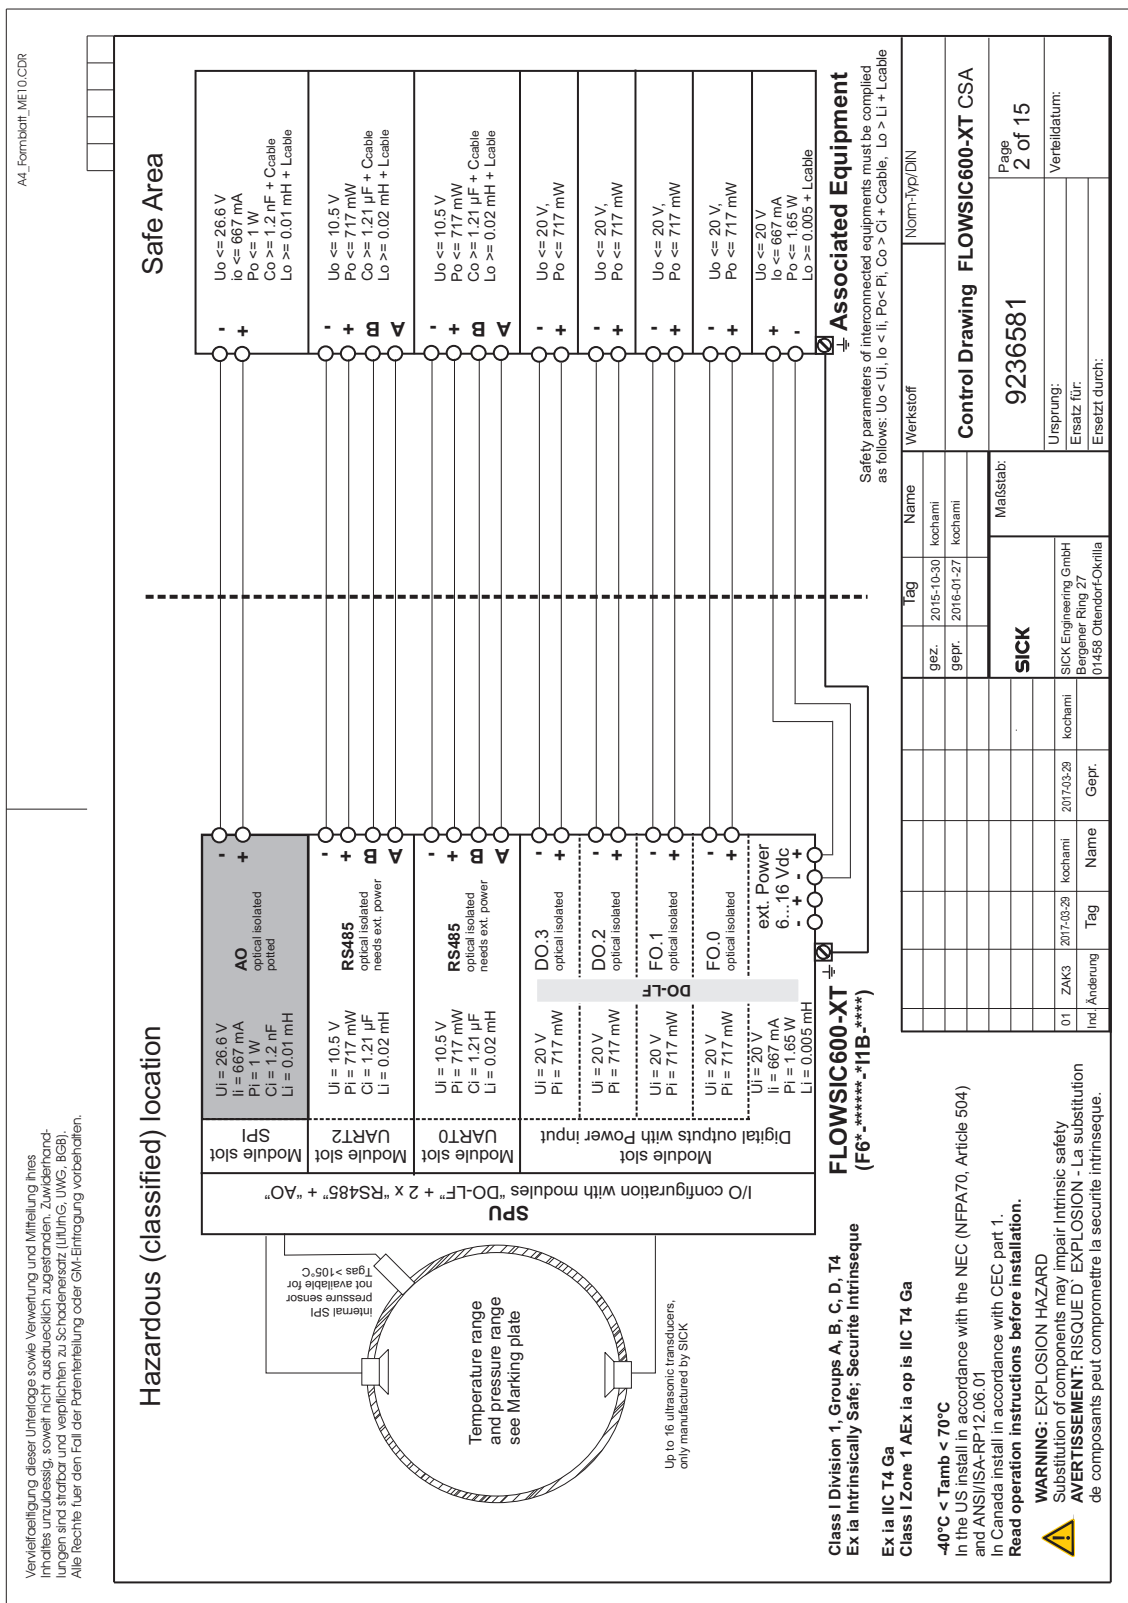 A4_Formblatt_ME10.CDR
Vervielfaeltigung dieser Unterlage sowie Verwertung und Mitteilung ihres
Inhaltes unzulaessig, soweit nicht ausdruecklich zugestanden. Zuwiderhand-
lungen sind strafbar und verpflichten zu Schadenersatz (LitUrhG, UWG, BGB).
Alle Rechte fuer den Fall der Patenterteilung oder GM-Eintragung vorbehalten.
Hazardous (classified) location
Safe Area
internal SPI
pressure sensor
not available for
Tgas >105°C
Temperature range
and pressure range
see Marking plate
Up to 16 ultrasonic transducers,
only manufactured by SICK
SPU
I/O configuration with modules "DO-LF" + 2 x "RS485" + "AO"
Module slot
SPI
Ui = 26.6 V
Ii = 667 mA
Pi = 1 W
Ci = 1.2 nF
Li = 0.01 mH
AO
optical isolated
potted
-
+
-
+
Uo <= 26.6 V
io <= 667 mA
Po <= 1 W
Co >= 1.2 nF + Ccable
Lo >= 0.01 mH + Lcable
Module slot
UART2
Ui = 10.5 V
Pi = 717 mW
Ci = 1.21 µF
Li = 0.02 mH
RS485
optical isolated
needs ext. power
-
+
B
A
-
+
B
A
Uo <= 10.5 V
Po <= 717 mW
Co >= 1.21 µF + Ccable
Lo >= 0.02 mH + Lcable
Module slot
UART0
Ui = 10.5 V
Pi = 717 mW
Ci = 1.21 µF
Li = 0.02 mH
RS485
optical isolated
needs ext. power
-
+
B
A
-
+
B
A
Uo <= 10.5 V
Po <= 717 mW
Co >= 1.21 µF + Ccable
Lo >= 0.02 mH + Lcable
Module slot
Digital outputs with Power input
DO-LF
Ui = 20 V
Pi = 717 mW
DO.3
optical isolated
-
+
-
+
Uo <= 20 V,
Po <= 717 mW
Ui = 20 V
Pi = 717 mW
DO.2
optical isolated
-
+
-
+
Uo <= 20 V,
Po <= 717 mW
Ui = 20 V
Pi = 717 mW
FO.1
optical isolated
-
+
-
+
Uo <= 20 V,
Po <= 717 mW
Ui = 20 V
Pi = 717 mW
FO.0
optical isolated
-
+
-
+
Uo <= 20 V,
Po <= 717 mW
Ui = 20 V
Ii = 667 mA
Pi = 1.65 W
Li = 0.005 mH
ext. Power
6...16 Vdc
- + - +
+
-
Uo <= 20 V
Io <= 667 mA
Po <= 1.65 W
Lo >= 0.005 + Lcable
FLOWSIC600-XT
(F6*-******-*I1B-****)
Associated Equipment
Safety parameters of interconnected equipments must be complied
as follows: Uo < Ui, Io < Ii, Po< Pi, Co > Ci + Ccable, Lo > Li + Lcable
Class I Division 1, Groups A, B, C, D, T4
Ex ia Intrinsically Safe; Securite Intrinseque
Ex ia IIC T4 Ga
Class I Zone 1 AEx ia op is IIC T4 Ga
-40°C < Tamb < 70°C
In the US install in accordance with the NEC (NFPA70, Article 504)
and ANSI/ISA-RP12.06.01
In Canada install in accordance with CEC part 1.
Read operation instructions before installation.
WARNING: EXPLOSION HAZARD
Substitution of components may impair Intrinsic safety
AVERTISSEMENT: RISQUE D` EXPLOSION - La substitution
de composants peut compromettre la securite intrinseque.
01 ZAK3 2017-03-29 kochami 2017-03-29 kochami
Ind. Änderung Tag Name Gepr.
Tag Name
gez. 2015-10-30 kochami
gepr. 2016-01-27 kochami
SICK
Maßstab:
SICK Engineering GmbH
Bergener Ring 27
01458 Ottendorf-Okrilla
Werkstoff
Norm-Typ/DIN
Control Drawing FLOWSIC600-XT CSA
9236581
Page
2 of 15
Ursprung:
Ersatz für:
Ersetzt durch:
Verteildatum: